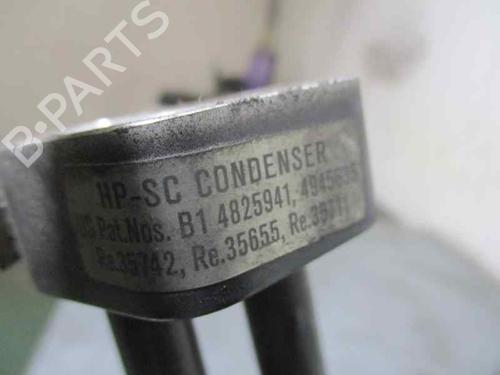 B-PARTS
HP-SC CONDENSER
US Pat.Nos. B1 4825941, 4945635
Re.35742, Re.35655, Re.35711